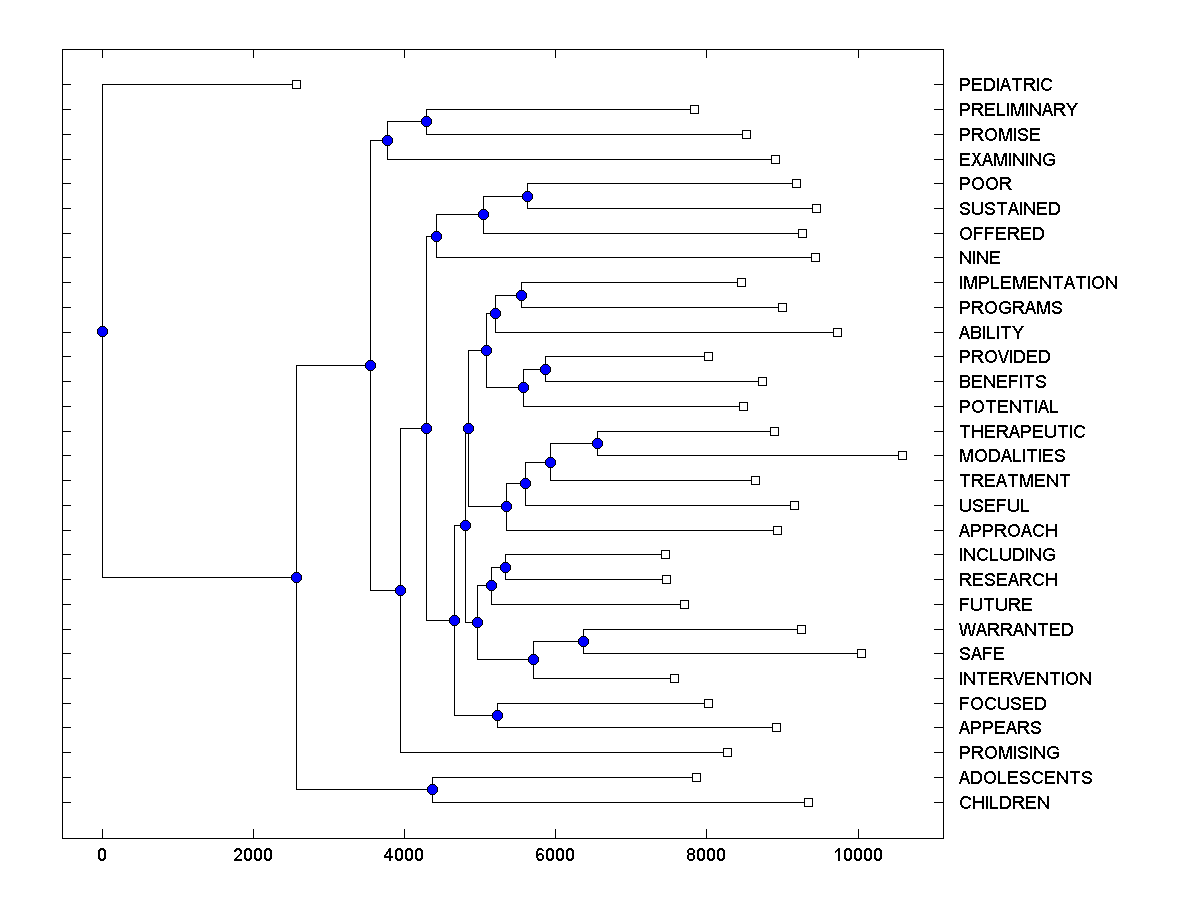 PEDIATRIC
PRELIMINARY
PROMISE
EXAMINING
POOR
SUSTAINED
OFFERED
NINE
IMPLEMENTATION
PROGRAMS
ABILITY
PROVIDED
BENEFITS
POTENTIAL
THERAPEUTIC
MODALITIES
TREATMENT
USEFUL
APPROACH
INCLUDING
RESEARCH
FUTURE
WARRANTED
SAFE
INTERVENTION
FOCUSED
APPEARS
PROMISING
ADOLESCENTS
CHILDREN
0 2000 4000 6000 8000 10000